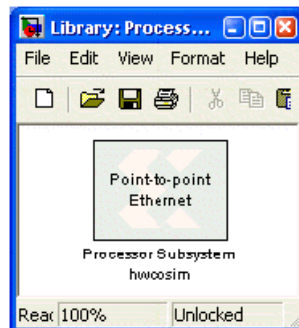 Library: Process...
File Edit View Format Help
Point-to-point
Ethernet
Processor Subsystem
hwcosim
Reac 100% Unlocked